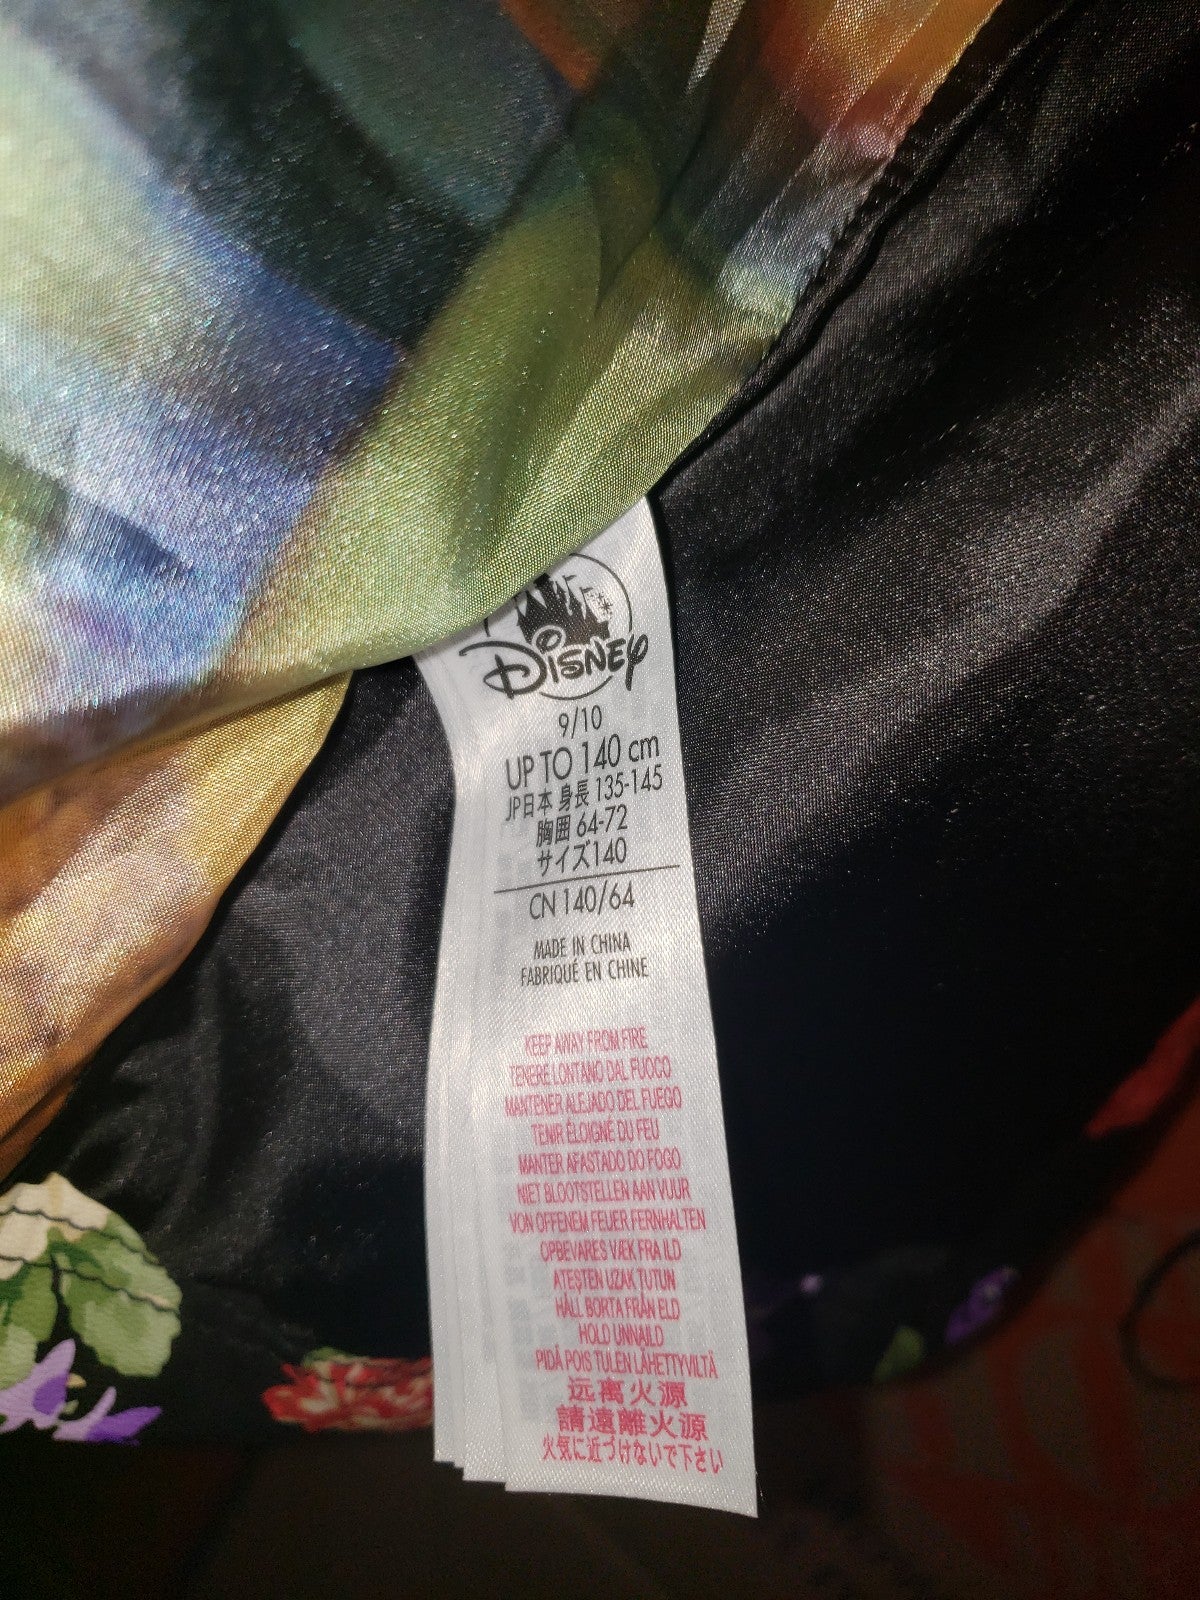 Disney
9/10
UP TO 140 cm
JP日本 身長 135-145
胸囲 64-72
サイズ140
CN 140/64
MADE IN CHINA
FABRIQUÉ EN CHINE
KEEP AWAY FROM FIRE
TENERE LONTANO DAL FUOCO
MANTENER ALEJADO DEL FUEGO
TENIR ÉLOIGNÉ DU FEU
MANTER AFASTADO DO FOGO
NIET BLOOTSTELLEN AAN VUUR
VON OFFENEM FEUER FERNHALTEN
OPBEVARES VÆK FRA ILD
ATEŞTEN UZAK TUTUN
HÅLL BORTA FRÅN ELD
HOLD UNNAILD
PIDÄ POIS TULEN LÄHETTYVILTÄ
远离火源
請遠離火源
火気に近づけないで下さい